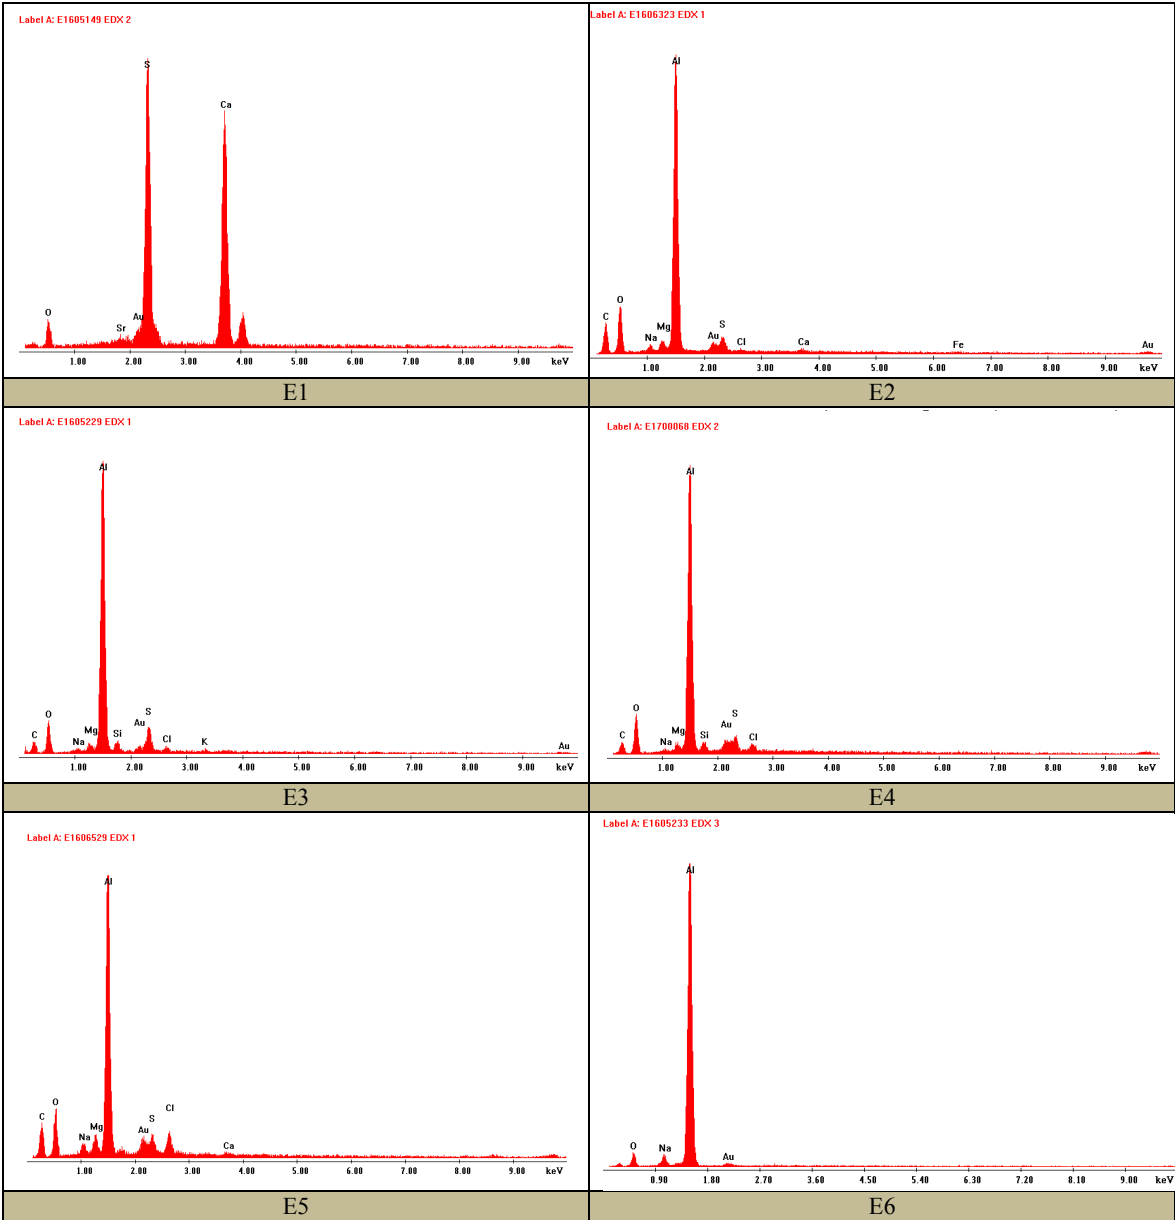 Label A: E1605149 EDX 2
S
Ca
O
Sr
Au
1.00 2.00 3.00 4.00 5.00 6.00 7.00 8.00 9.00 keV
E1
Label A: E1606323 EDX 1
Al
C
O
Na
Mg
Au
S
Cl
Ca
Fe
Au
1.00 2.00 3.00 4.00 5.00 6.00 7.00 8.00 9.00 keV
E2
Label A: E1605229 EDX 1
Al
C
O
Na
Mg
Si
Au
S
Cl
K
Au
1.00 2.00 3.00 4.00 5.00 6.00 7.00 8.00 9.00 keV
E3
Label A: E1700068 EDX 2
Al
C
O
Na
Mg
Si
Au
S
Cl
1.00 2.00 3.00 4.00 5.00 6.00 7.00 8.00 9.00 keV
E4
Label A: E1606529 EDX 1
Al
C
O
Na
Mg
Au
S
Cl
Ca
1.00 2.00 3.00 4.00 5.00 6.00 7.00 8.00 9.00 keV
E5
Label A: E1605233 EDX 3
Al
O
Na
Au
0.90 1.80 2.70 3.60 4.50 5.40 6.30 7.20 8.10 9.00 keV
E6